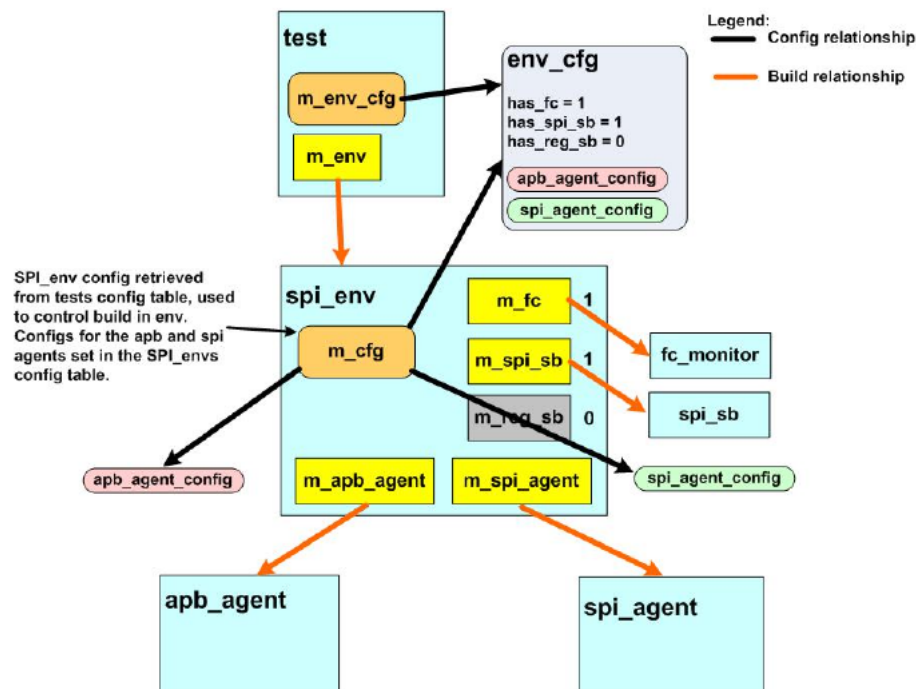 Legend:
Config relationship
Build relationship
test
m_env_cfg
m_env
env_cfg
has_fc = 1
has_spi_sb = 1
has_reg_sb = 0
apb_agent_config
spi_agent_config
SPI_env config retrieved
from tests config table, used
to control build in env.
Configs for the apb and spi
agents set in the SPI_envs
config table.
spi_env
m_cfg
m_fc 1
m_spi_sb 1
m_reg_sb 0
fc_monitor
spi_sb
apb_agent_config
m_apb_agent
m_spi_agent
spi_agent_config
apb_agent
spi_agent